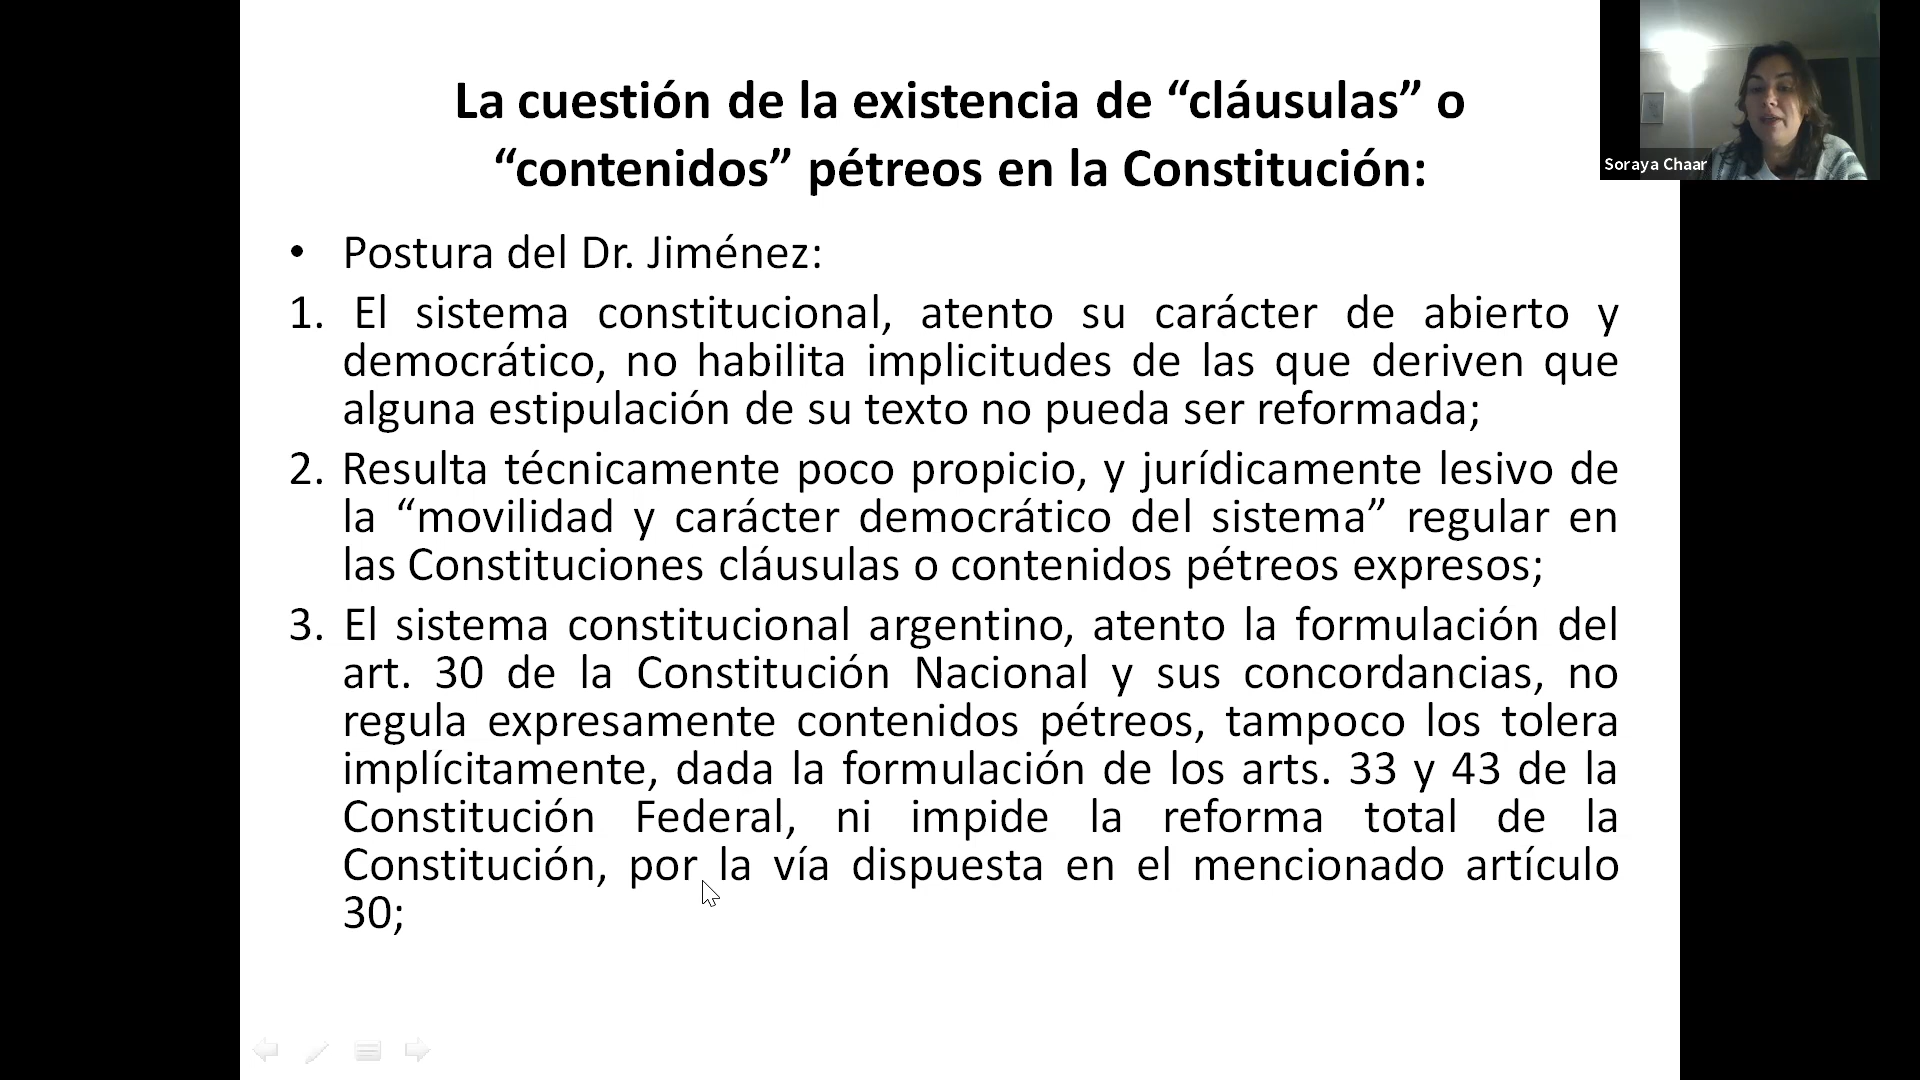 La cuestión de la existencia de “cláusulas” o
“contenidos” pétreos en la Constitución:
Soraya Chaar
• Postura del Dr. Jiménez:
1. El sistema constitucional, atento su carácter de abierto y
democrático, no habilita implicitudes de las que deriven que
alguna estipulación de su texto no pueda ser reformada;
2. Resulta técnicamente poco propicio, y jurídicamente lesivo de
la “movilidad y carácter democrático del sistema” regular en
las Constituciones cláusulas o contenidos pétreos expresos;
3. El sistema constitucional argentino, atento la formulación del
art. 30 de la Constitución Nacional y sus concordancias, no
regula expresamente contenidos pétreos, tampoco los tolera
implícitamente, dada la formulación de los arts. 33 y 43 de la
Constitución Federal, ni impide la reforma total de la
Constitución, por la vía dispuesta en el mencionado artículo
30;